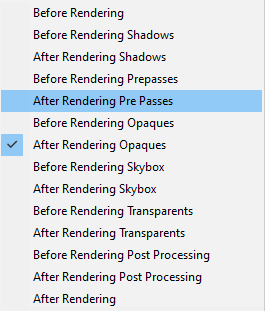 Before Rendering
Before Rendering Shadows
After Rendering Shadows
Before Rendering Prepasses
After Rendering Pre Passes
Before Rendering Opaques
After Rendering Opaques
Before Rendering Skybox
After Rendering Skybox
Before Rendering Transparents
After Rendering Transparents
Before Rendering Post Processing
After Rendering Post Processing
After Rendering